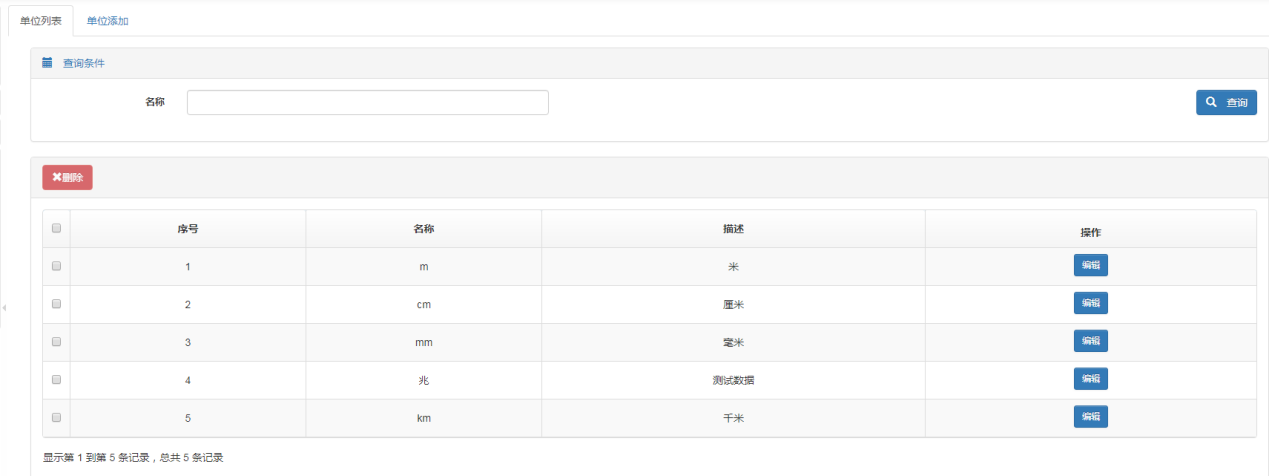 单位列表 单位添加
查询条件
名称 查询
删除
序号 名称 描述 操作
1 m 米 编辑
2 cm 厘米 编辑
3 mm 毫米 编辑
4 兆 测试数据 编辑
5 km 千米 编辑
显示第 1 到第 5 条记录，总共 5 条记录